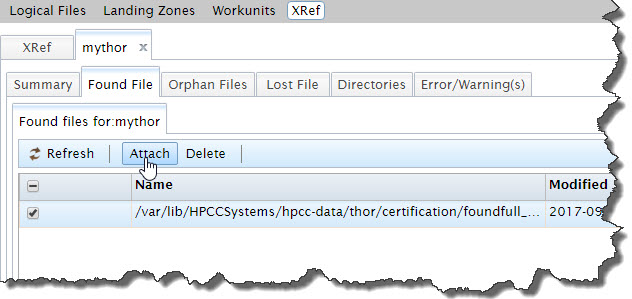 Logical Files Landing Zones Workunits XRef
XRef mythor x
Summary Found File Orphan Files Lost File Directories Error/Warning(s)
Found files for:mythor
Refresh Attach Delete
Name Modified
/var/lib/HPCCSystems/hpcc-data/thor/certification/foundfull_... 2017-09